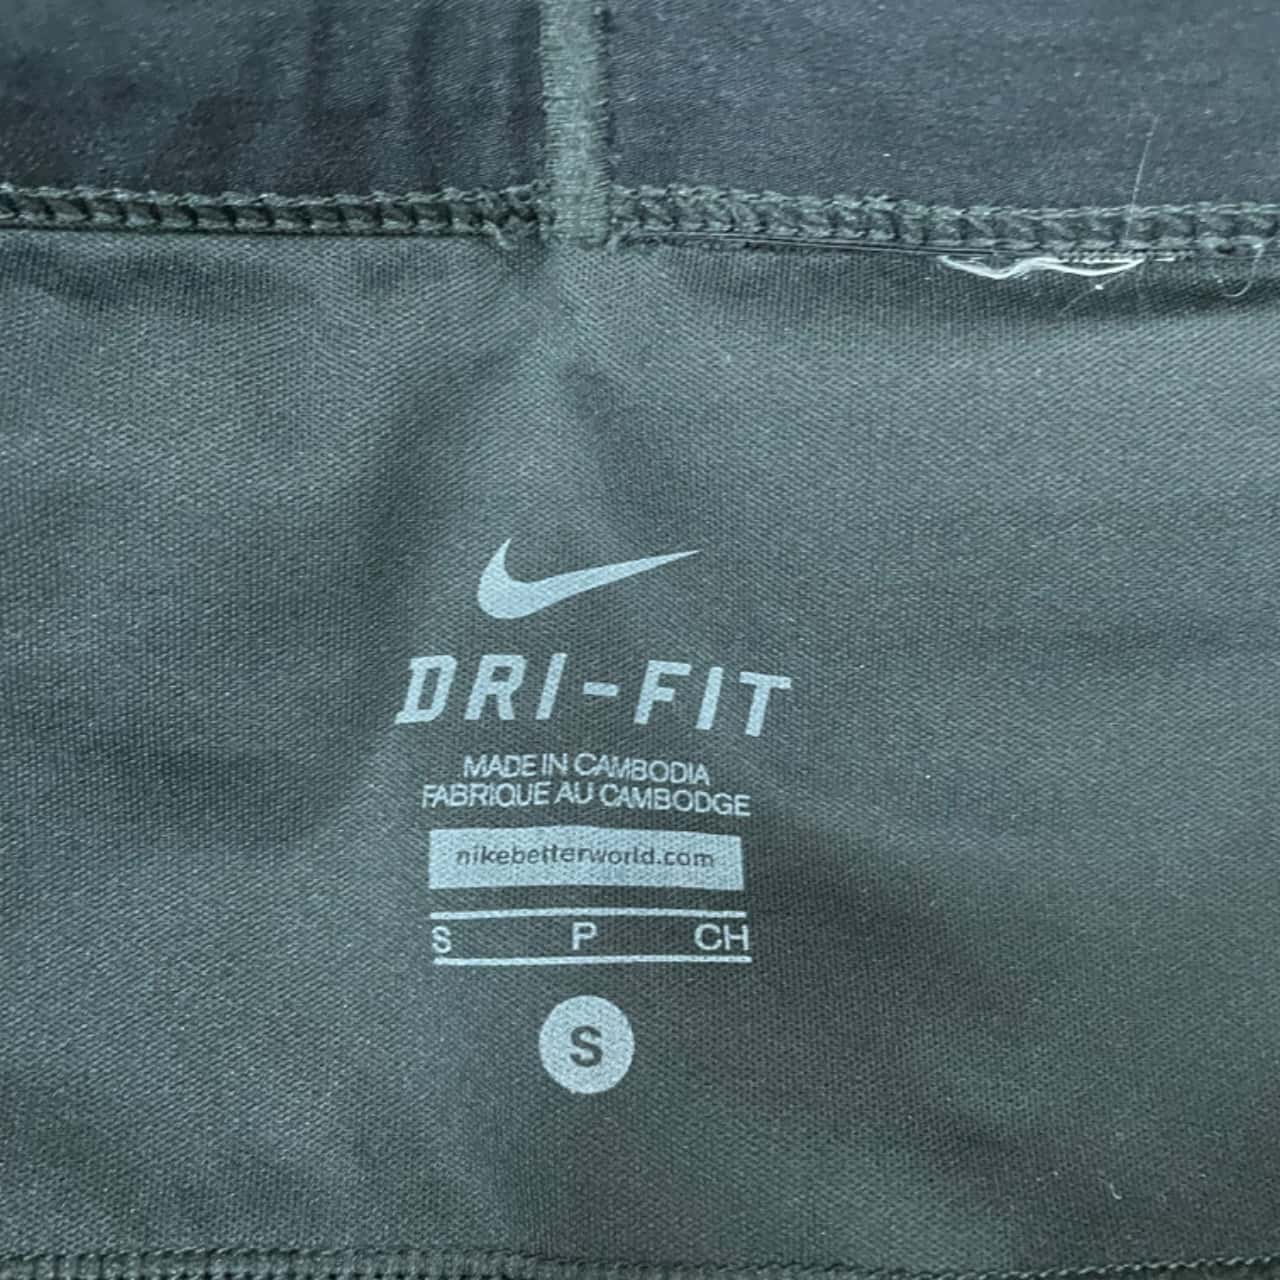 DRI-FIT
MADE IN CAMBODIA
FABRIQUE AU CAMBODGE
nikebetterworld.com
S P CH
S